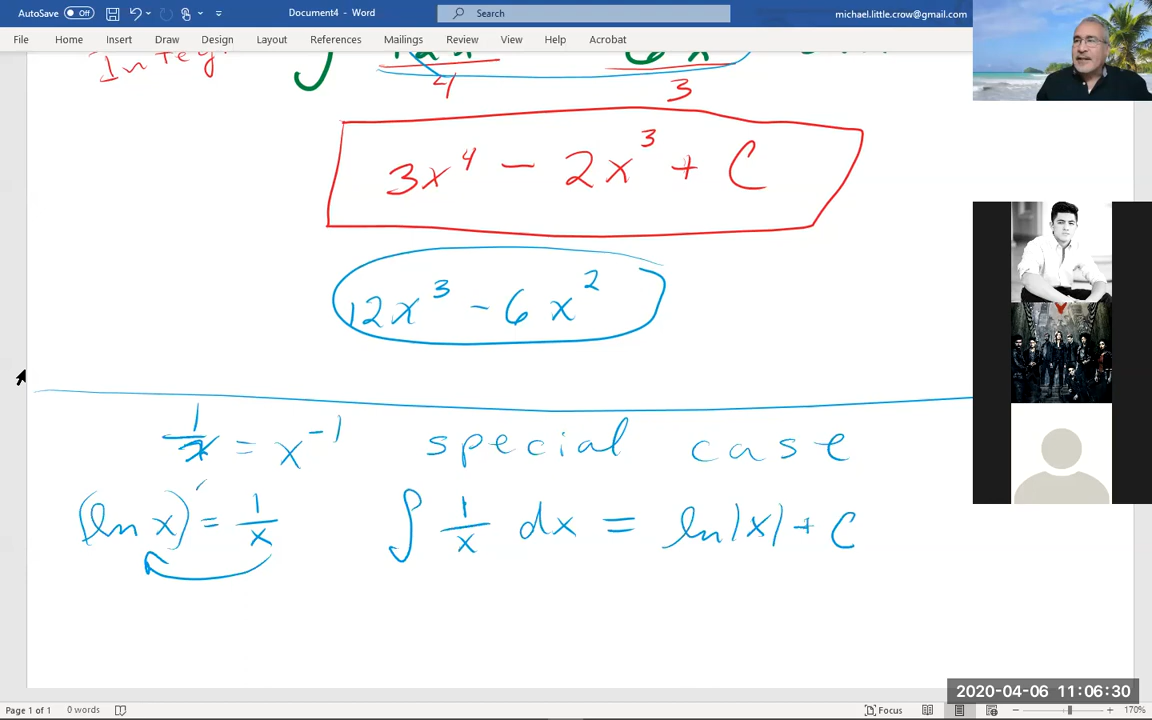 AutoSave Off Document4 - Word Search michael.little.crow@gmail.com
File Home Insert Draw Design Layout References Mailings Review View Help Acrobat
Integ.
4 3
3x⁴ - 2x³ + C
12x³ - 6x²
1/x = x⁻¹ special case
(ln x)' = 1/x ∫ 1/x dx = ln|x| + C
2020-04-06 11:06:30
Page 1 of 1 0 words Focus 170%